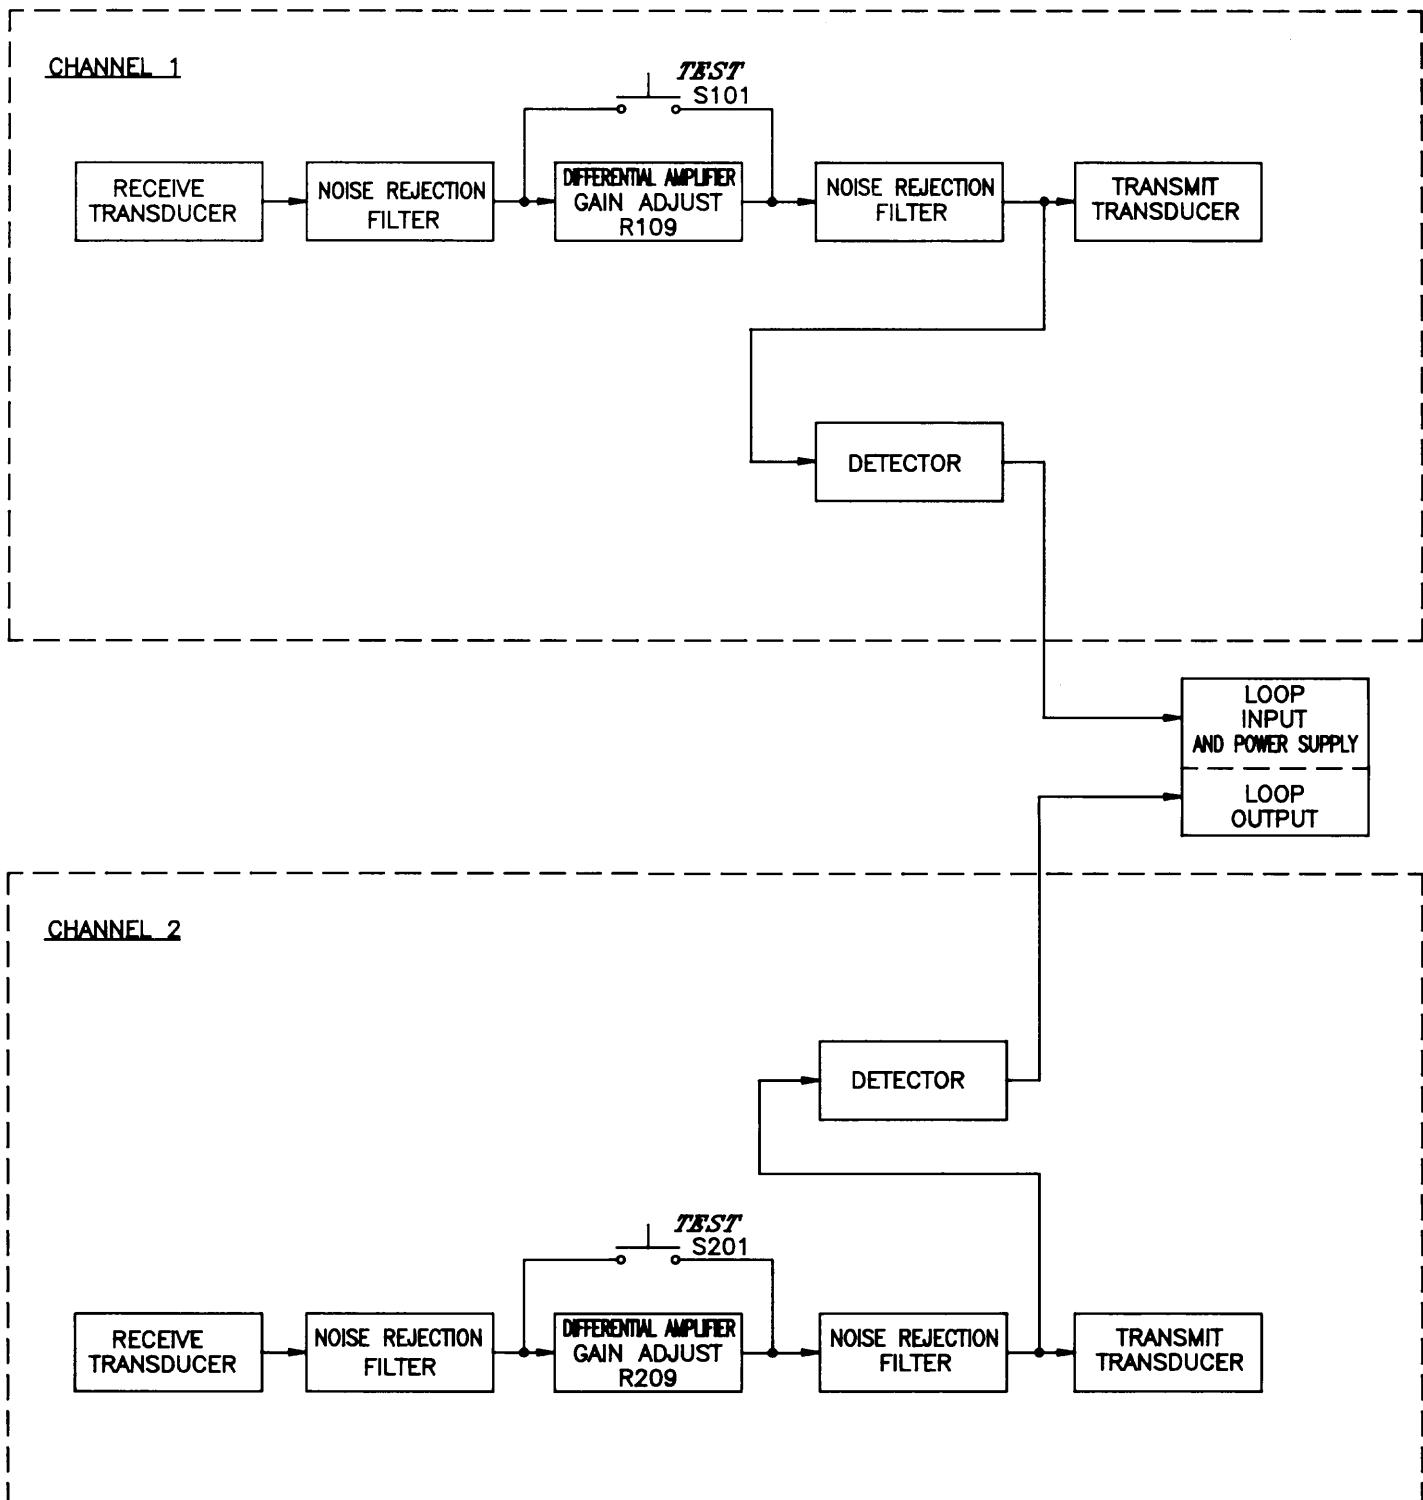 CHANNEL 1
TEST
S101
RECEIVE
TRANSDUCER
NOISE REJECTION
FILTER
DIFFERENTIAL AMPLIFIER
GAIN ADJUST
R109
NOISE REJECTION
FILTER
TRANSMIT
TRANSDUCER
DETECTOR
LOOP
INPUT
AND POWER SUPPLY
LOOP
OUTPUT
CHANNEL 2
DETECTOR
TEST
S201
RECEIVE
TRANSDUCER
NOISE REJECTION
FILTER
DIFFERENTIAL AMPLIFIER
GAIN ADJUST
R209
NOISE REJECTION
FILTER
TRANSMIT
TRANSDUCER